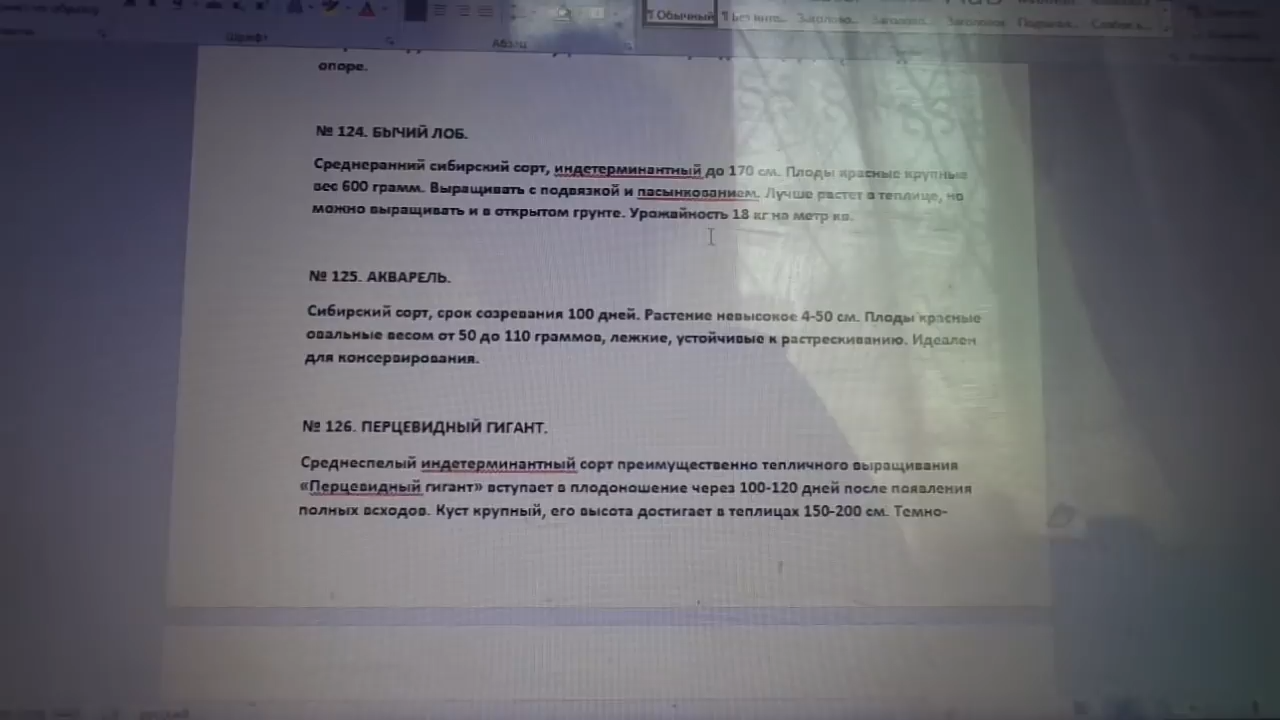 Шрифт
Абзац
¶ Обычный
опоре.
№ 124. БЫЧИЙ ЛОБ.
Среднеранний сибирский сорт, индетерминантный до 170 см. Плоды красные крупные
вес 600 грамм. Выращивать с подвязкой и пасынкованием. Лучше растет в теплице, но
можно выращивать и в открытом грунте. Урожайность 18 кг на метр кв.
№ 125. АКВАРЕЛЬ.
Сибирский сорт, срок созревания 100 дней. Растение невысокое 4-50 см. Плоды красные
овальные весом от 50 до 110 граммов, лежкие, устойчивые к растрескиванию. Идеален
для консервирования.
№ 126. ПЕРЦЕВИДНЫЙ ГИГАНТ.
Среднеспелый индетерминантный сорт преимущественно тепличного выращивания
«Перцевидный гигант» вступает в плодоношение через 100-120 дней после появления
полных всходов. Куст крупный, его высота достигает в теплицах 150-200 см. Темно-